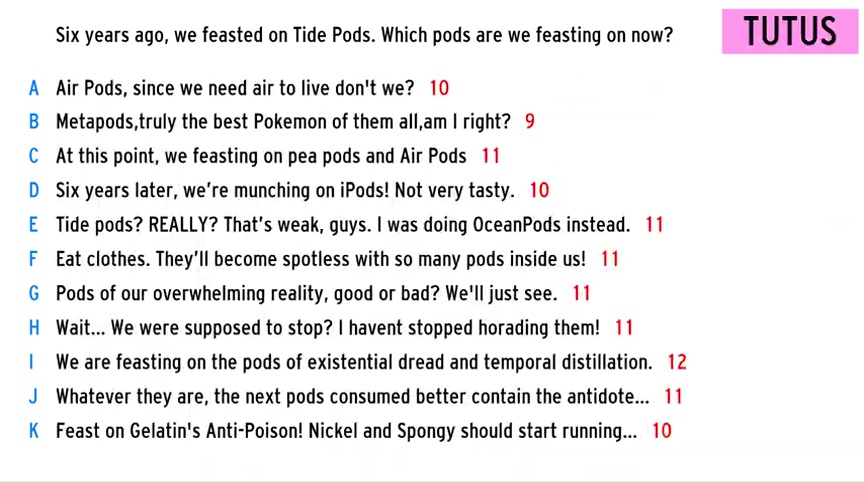 Six years ago, we feasted on Tide Pods. Which pods are we feasting on now?
TUTUS
A Air Pods, since we need air to live don't we? 10
B Metapods,truly the best Pokemon of them all,am I right? 9
C At this point, we feasting on pea pods and Air Pods 11
D Six years later, we're munching on iPods! Not very tasty. 10
E Tide pods? REALLY? That's weak, guys. I was doing OceanPods instead. 11
F Eat clothes. They'll become spotless with so many pods inside us! 11
G Pods of our overwhelming reality, good or bad? We'll just see. 11
H Wait... We were supposed to stop? I havent stopped horading them! 11
I We are feasting on the pods of existential dread and temporal distillation. 12
J Whatever they are, the next pods consumed better contain the antidote... 11
K Feast on Gelatin's Anti-Poison! Nickel and Spongy should start running... 10